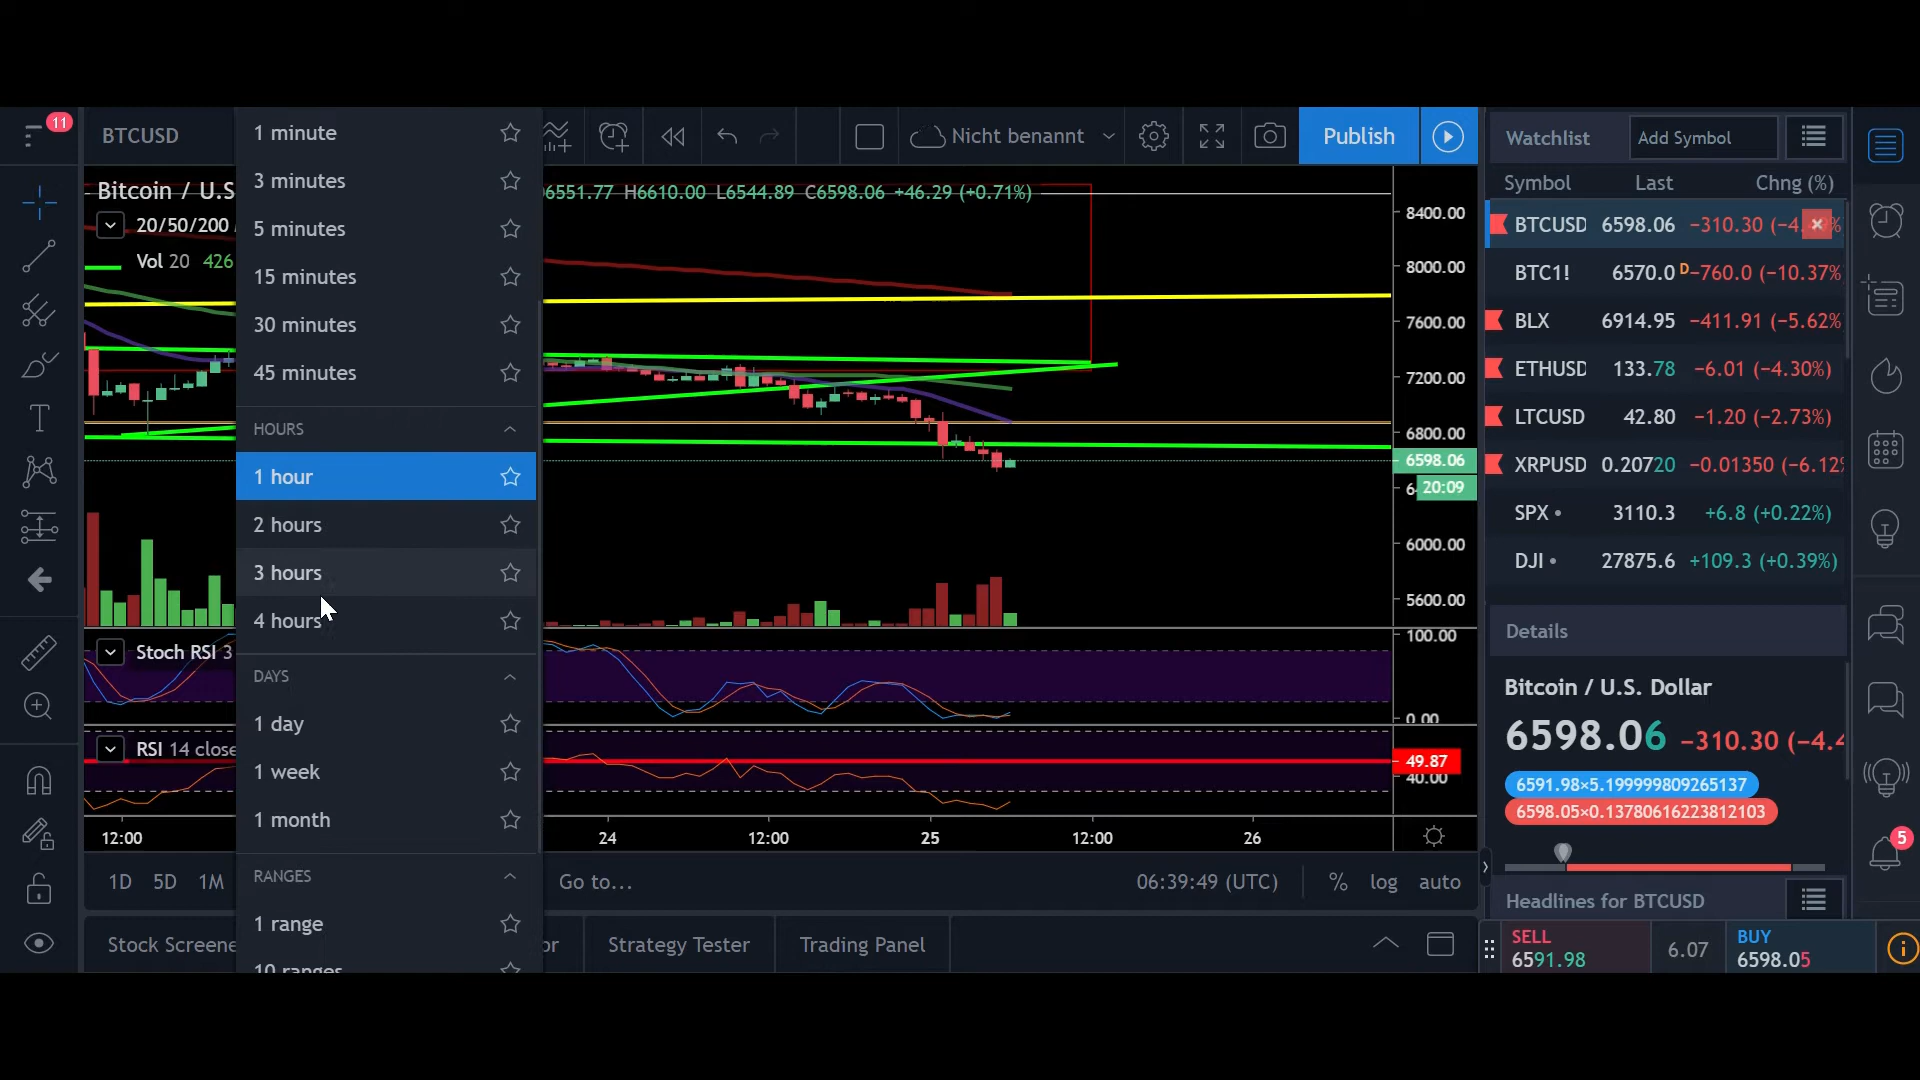 11
BTCUSD
Nicht benannt
Publish
1 minute
3 minutes
5 minutes
15 minutes
30 minutes
45 minutes
HOURS
1 hour
2 hours
3 hours
4 hours
DAYS
1 day
1 week
1 month
RANGES
1 range
10 ranges
Bitcoin / U.S
6551.77 H6610.00 L6544.89 C6598.06 +46.29 (+0.71%)
20/50/200
Vol 20 426
8400.00
8000.00
7600.00
7200.00
6800.00
6598.06
20:09
6000.00
5600.00
Stoch RSI 3
100.00
0.00
RSI 14 close
49.87
40.00
12:00 24 12:00 25 12:00 26
1D 5D 1M Go to... 06:39:49 (UTC) % log auto
Stock Screene
Strategy Tester
Trading Panel
Watchlist
Add Symbol
Symbol Last Chng (%)
BTCUSD 6598.06 −310.30
BTC1! 6570.0 D −760.0 (−10.37%
BLX 6914.95 −411.91 (−5.62%
ETHUSD 133.78 −6.01 (−4.30%)
LTCUSD 42.80 −1.20 (−2.73%)
XRPUSD 0.20720 −0.01350 (−6.12%
SPX • 3110.3 +6.8 (+0.22%)
DJI • 27875.6 +109.3 (+0.39%)
Details
Bitcoin / U.S. Dollar
6598.06 −310.30 (−4.4
6591.98×5.199999809265137
6598.05×0.13780616223812103
5
Headlines for BTCUSD
SELL
6591.98
6.07
BUY
6598.05